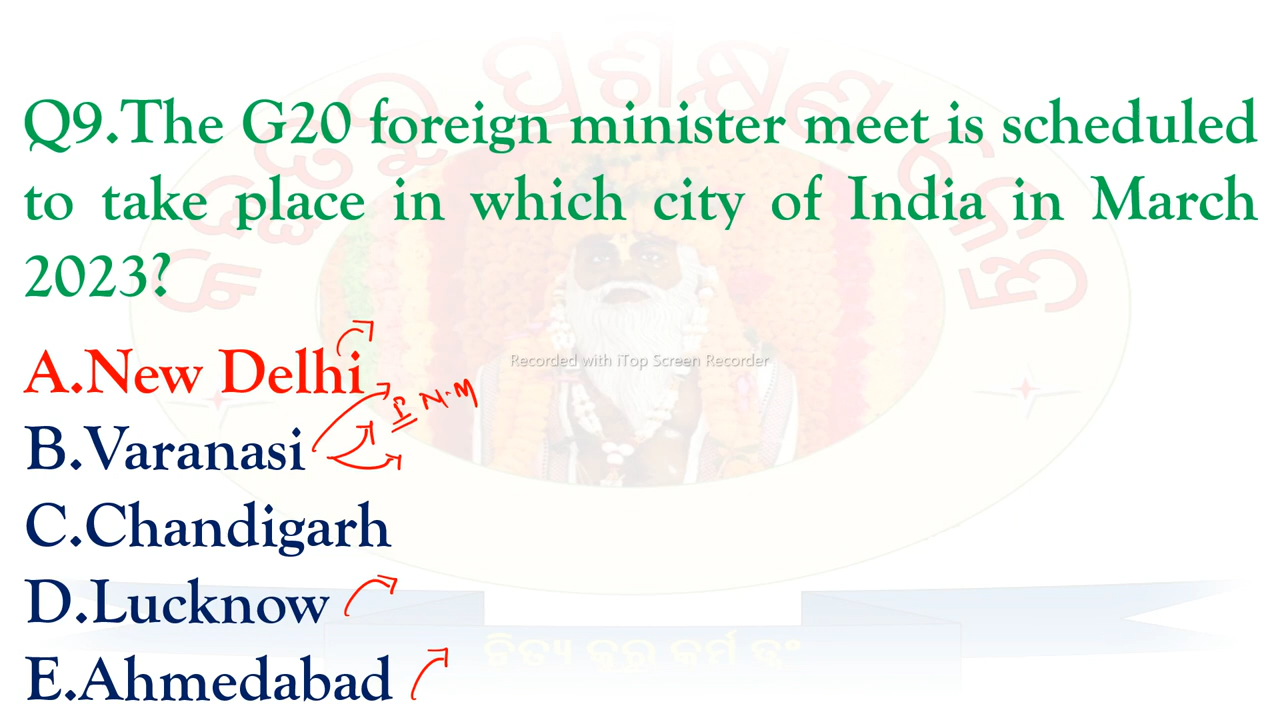 Q9.The G20 foreign minister meet is scheduled
to take place in which city of India in March
2023?
A.New Delhi
B.Varanasi
C.Chandigarh
D.Lucknow
E.Ahmedabad
Recorded with iTop Screen Recorder